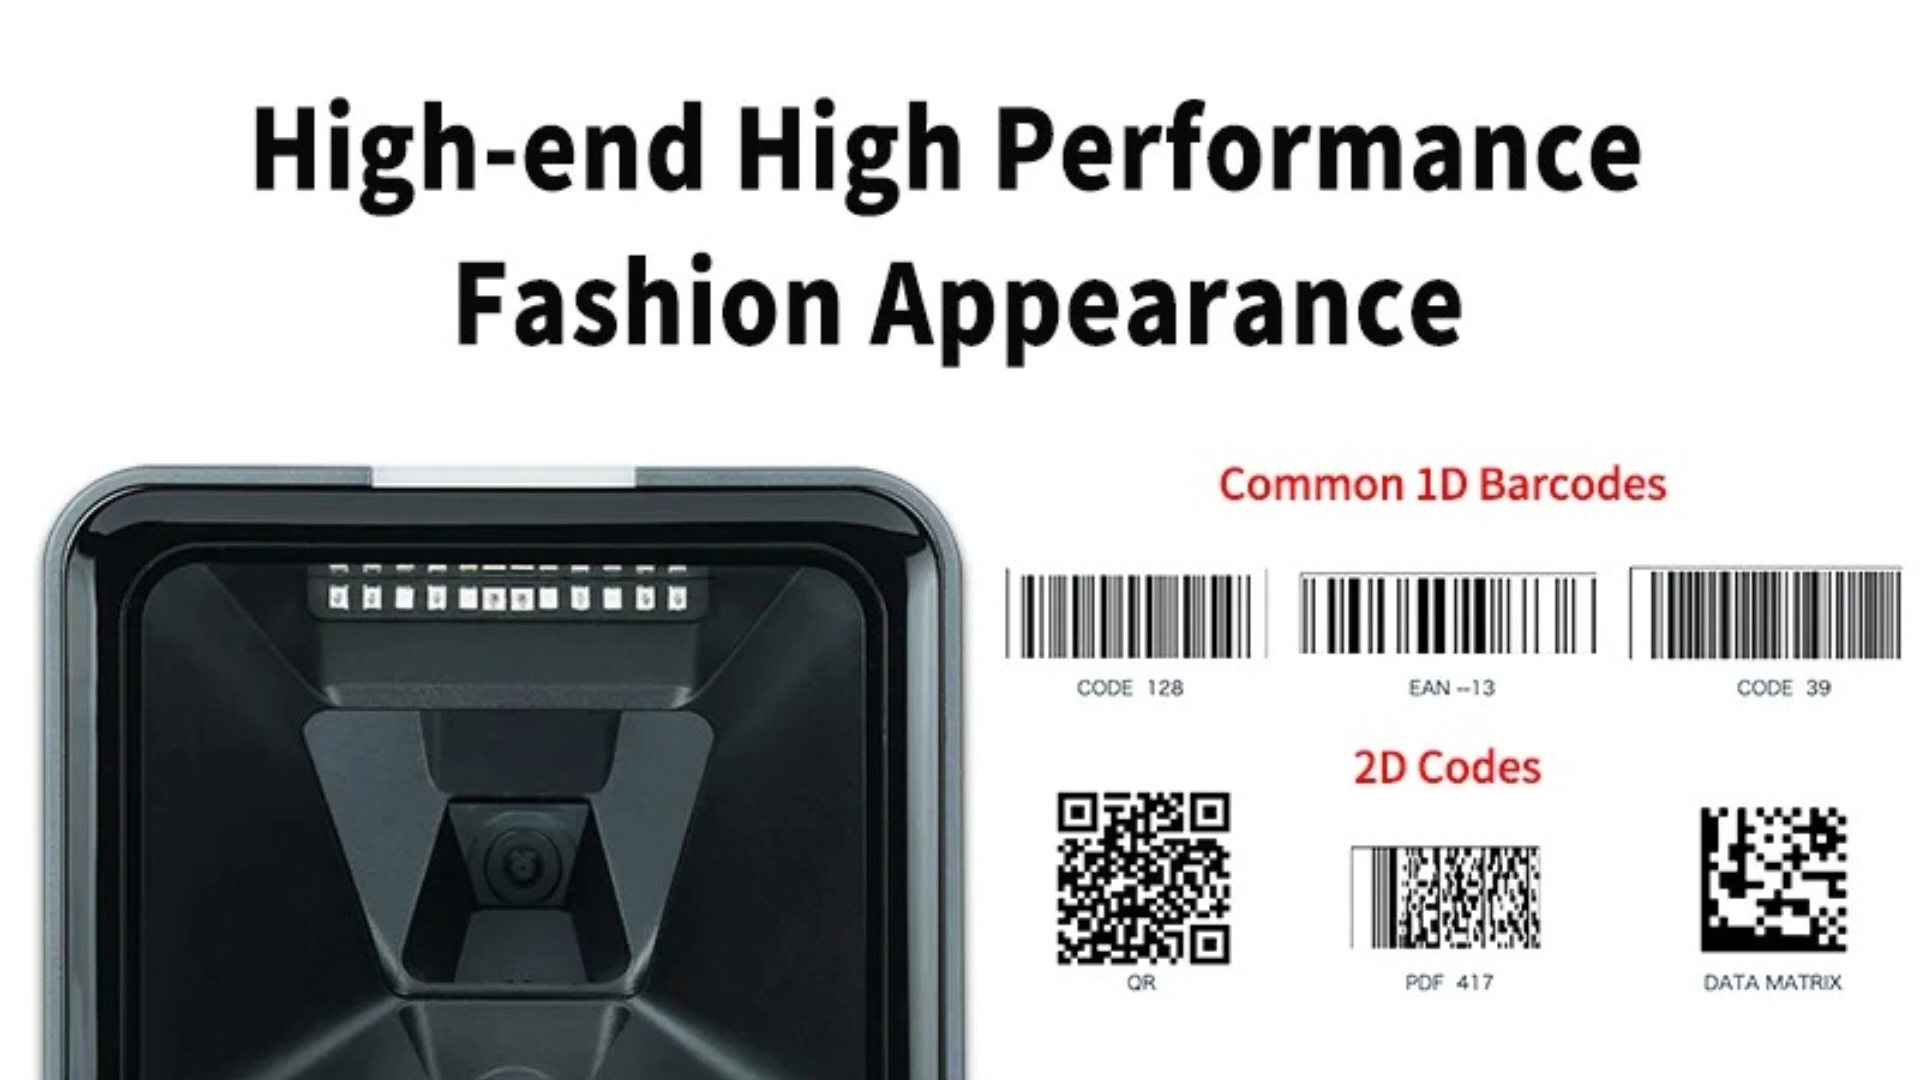 High-end High Performance
Fashion Appearance
Common 1D Barcodes
CODE 128
EAN --13
CODE 39
2D Codes
QR
PDF 417
DATA MATRIX